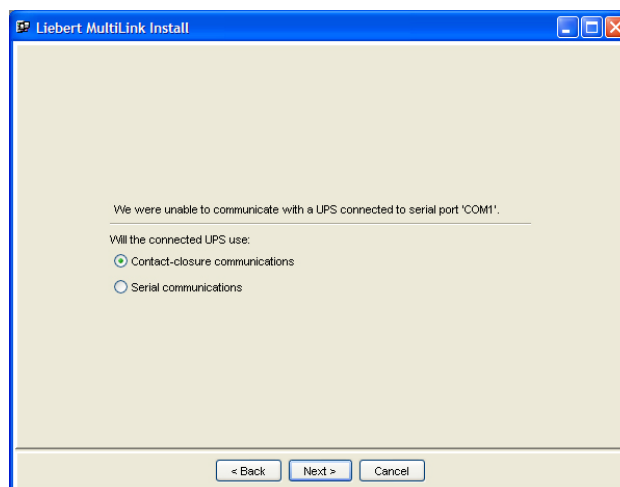 Liebert MultiLink Install
We were unable to communicate with a UPS connected to serial port 'COM1'.
Will the connected UPS use:
Contact-closure communications
Serial communications
< Back Next > Cancel